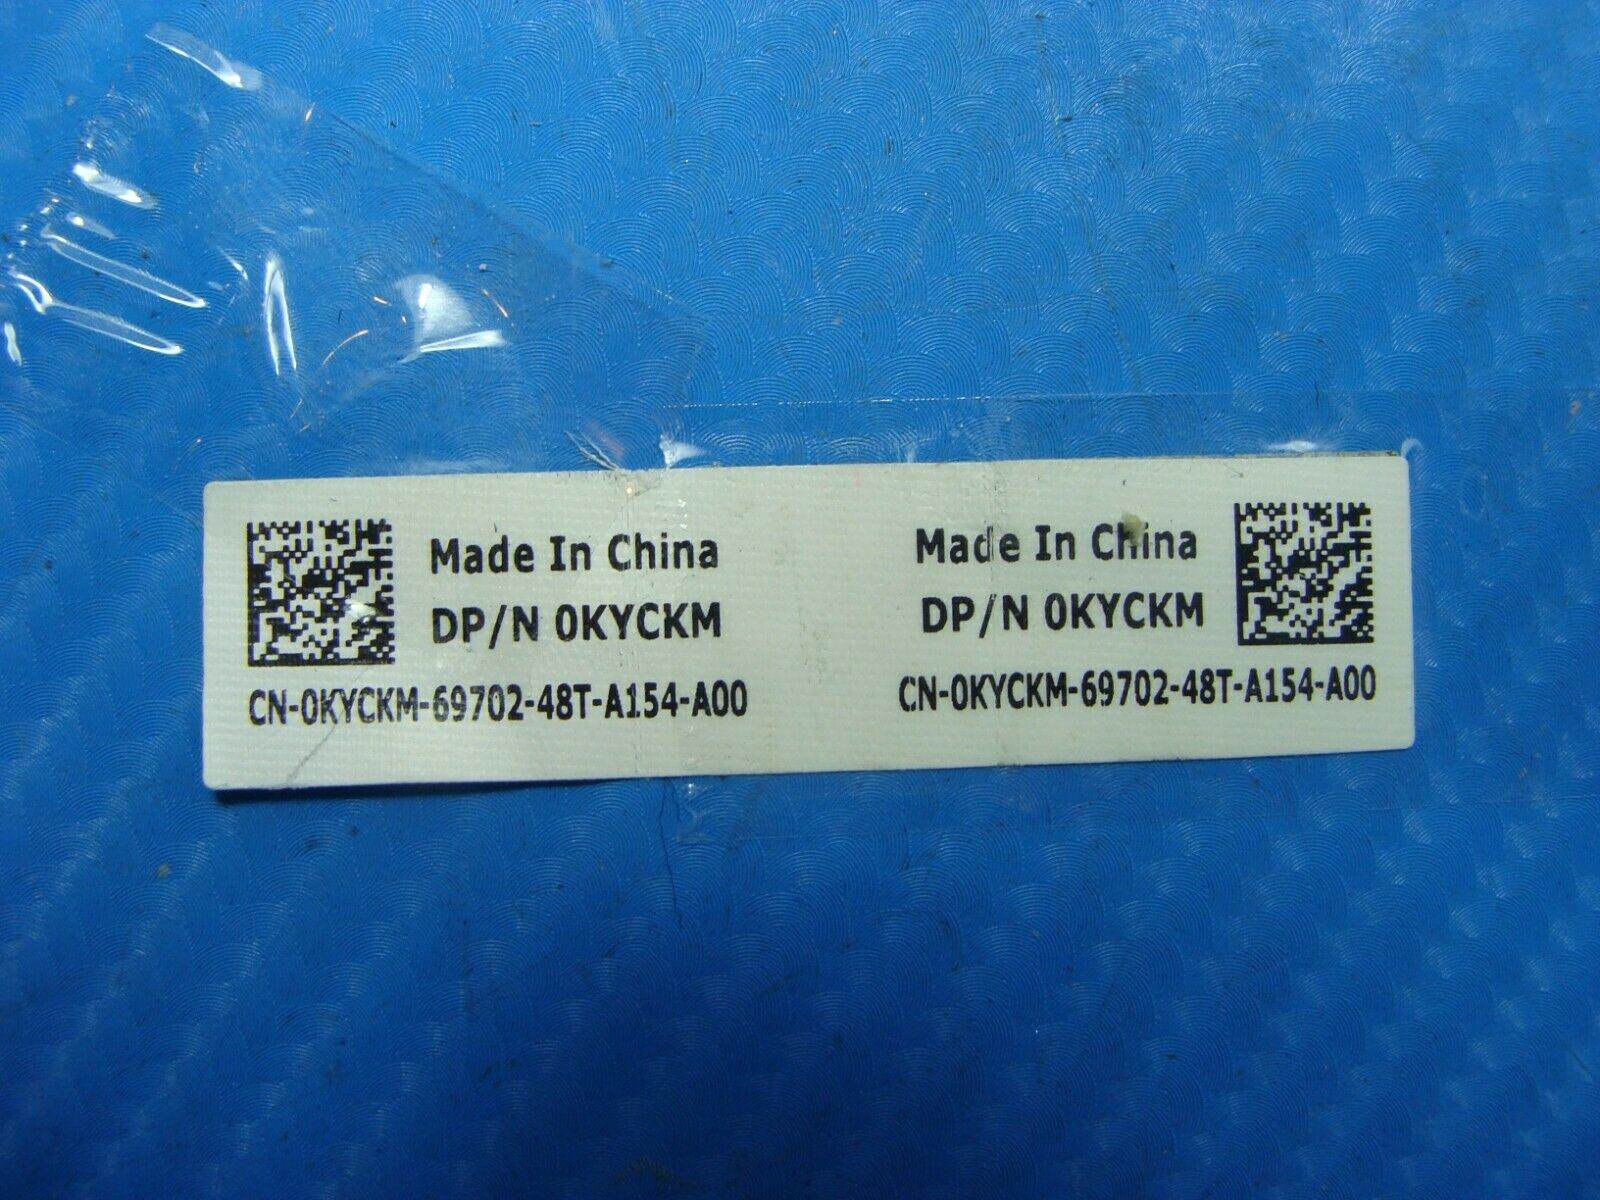 Made In China
DP/N 0KYCKM
CN-0KYCKM-69702-48T-A154-A00
Made In China
DP/N 0KYCKM
CN-0KYCKM-69702-48T-A154-A00